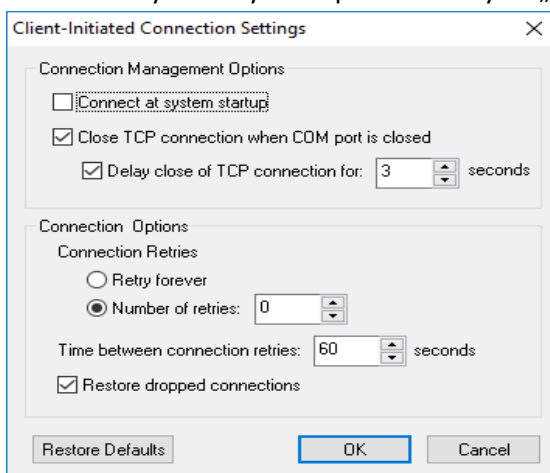 Client-Initiated Connection Settings
Connection Management Options
Connect at system startup
Close TCP connection when COM port is closed
Delay close of TCP connection for: 3 seconds
Connection Options
Connection Retries
Retry forever
Number of retries: 0
Time between connection retries: 60 seconds
Restore dropped connections
Restore Defaults OK Cancel